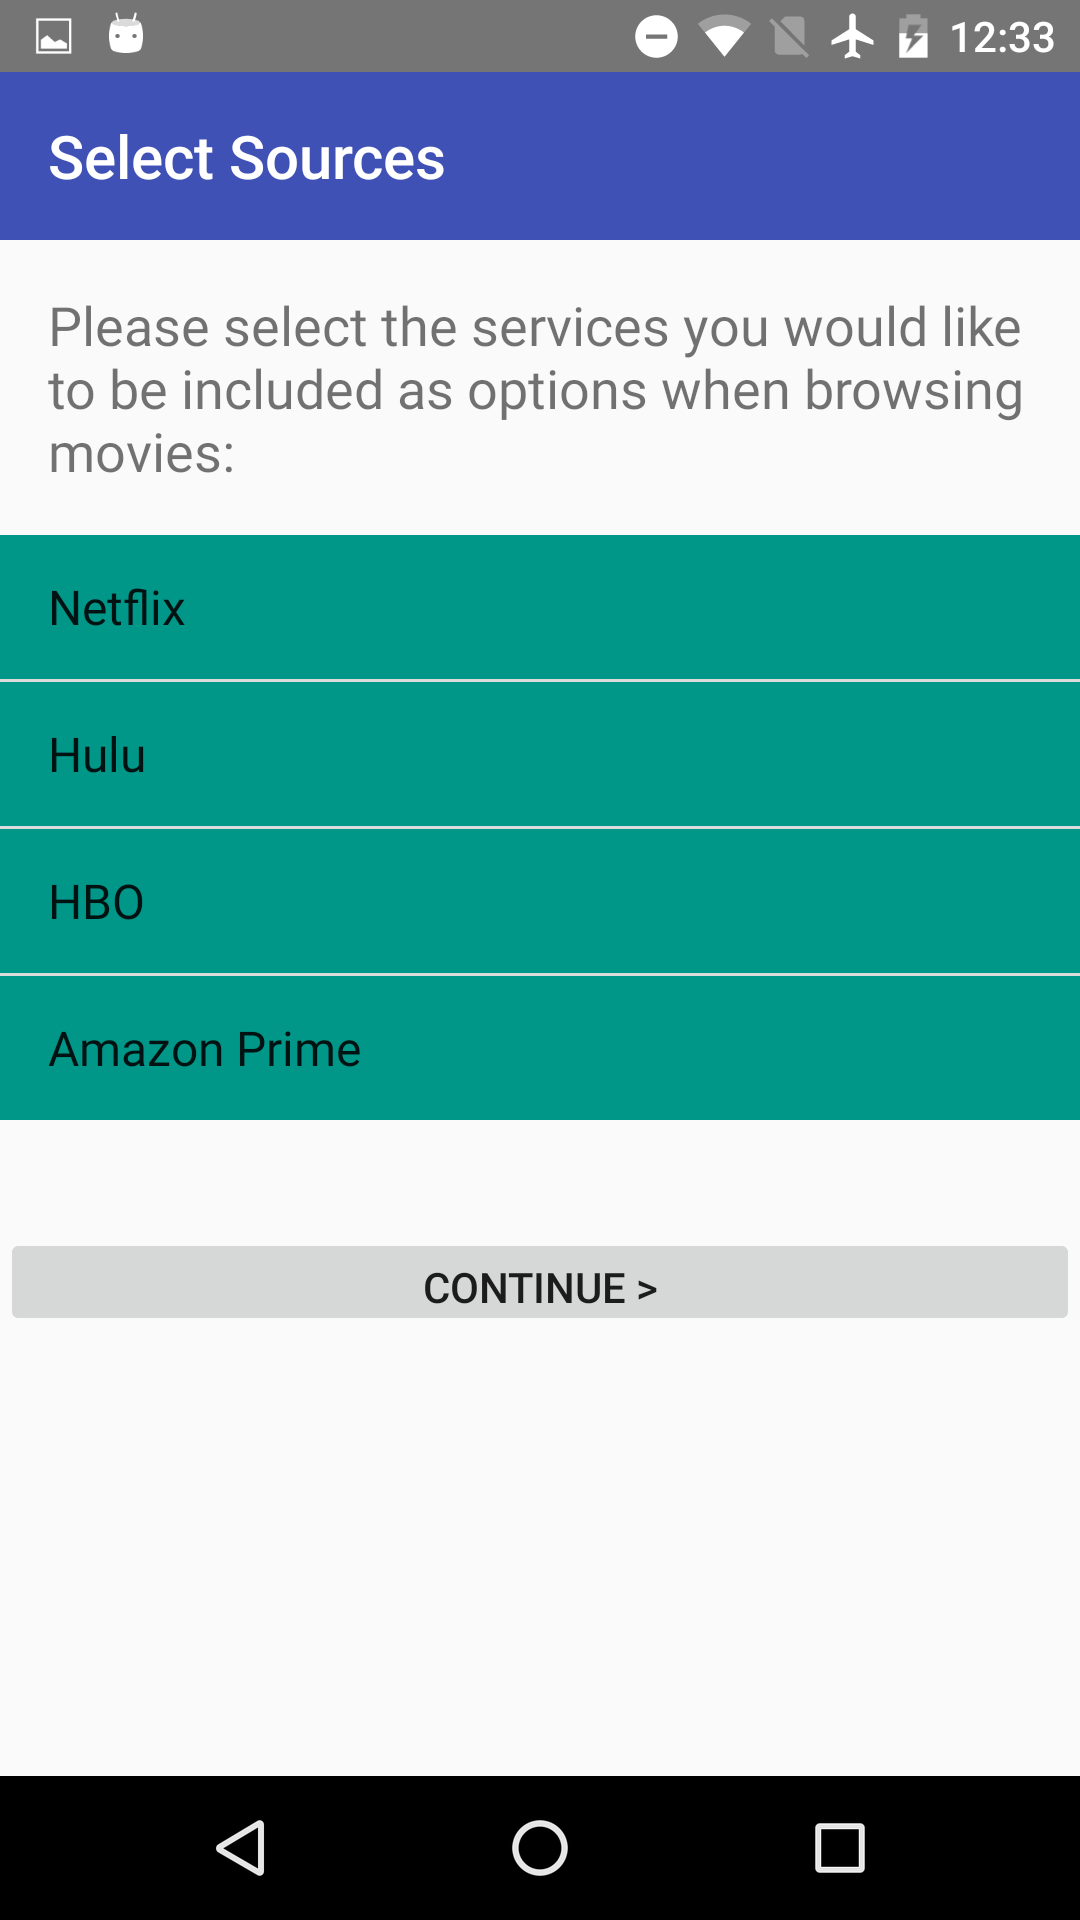 12:33
Select Sources
Please select the services you would like
to be included as options when browsing
movies:
Netflix
Hulu
HBO
Amazon Prime
CONTINUE >